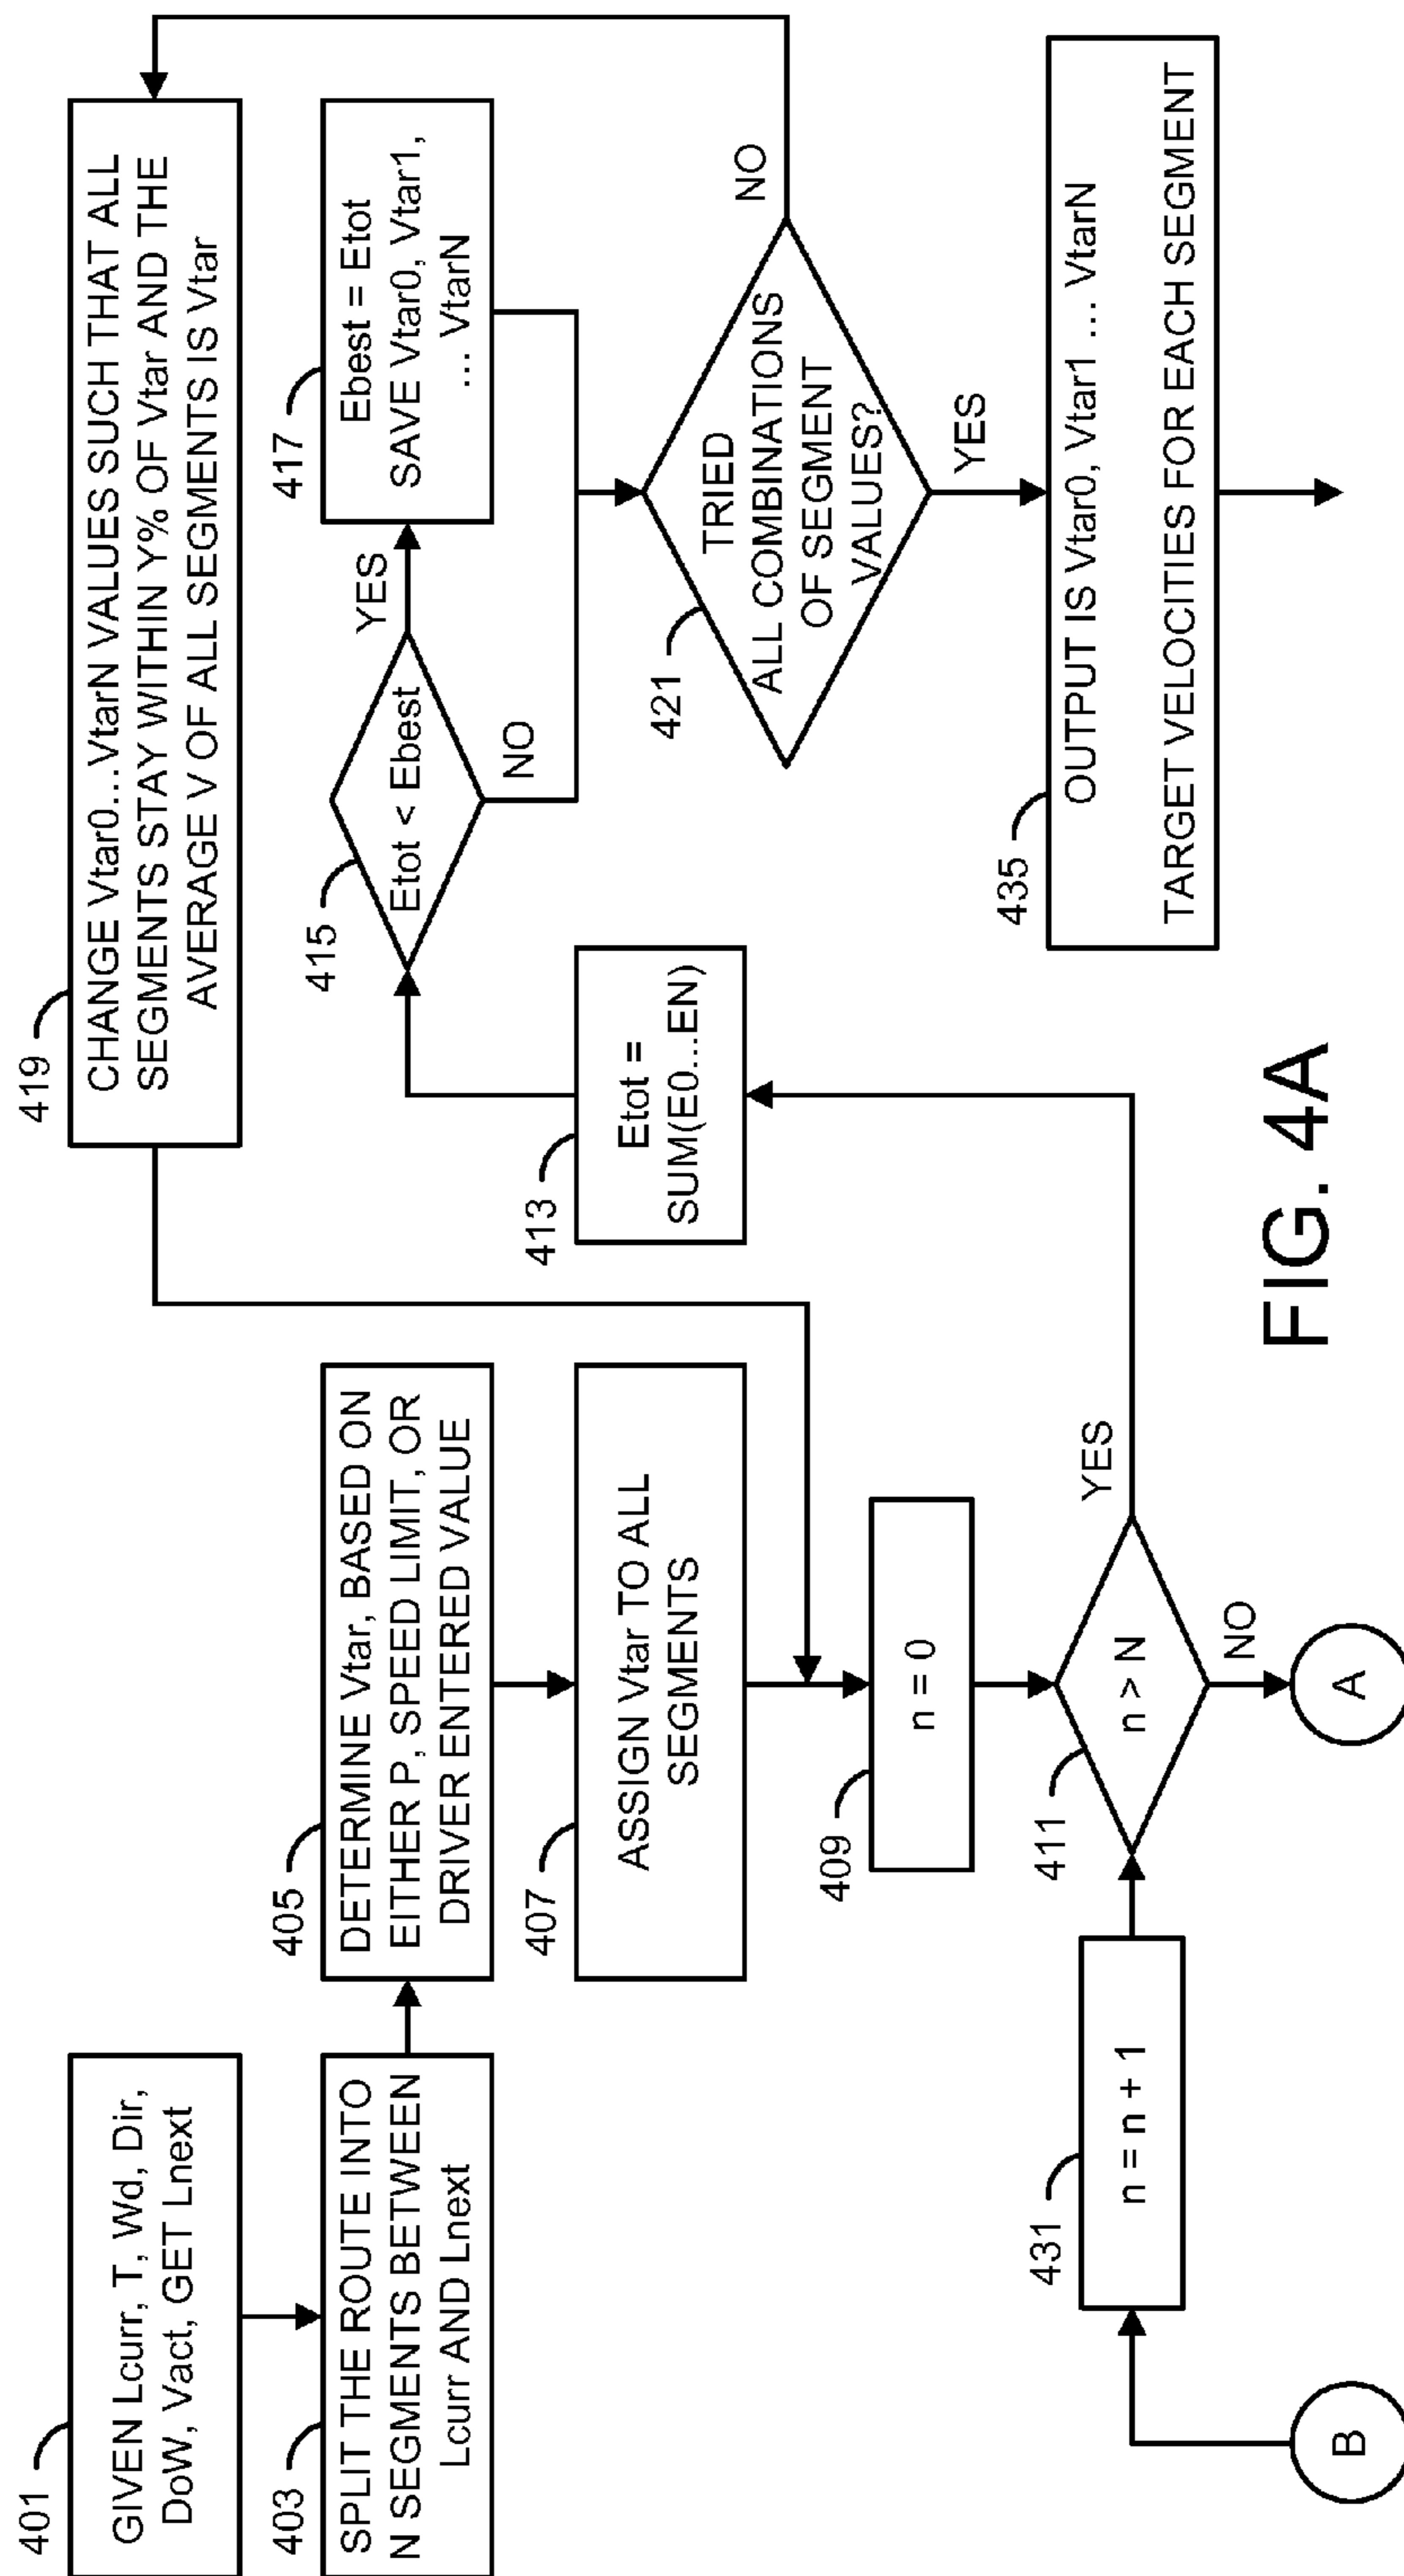 401
GIVEN Lcurr, T, Wd, Dir,
DoW, Vact, GET Lnext
403
SPLIT THE ROUTE INTO
N SEGMENTS BETWEEN
Lcurr AND Lnext
405
DETERMINE Vtar, BASED ON
EITHER P, SPEED LIMIT, OR
DRIVER ENTERED VALUE
407
ASSIGN Vtar TO ALL
SEGMENTS
409
n = 0
411
n > N
YES
NO
A
B
431
n = n + 1
413
Etot =
SUM(E0...EN)
415
Etot < Ebest
YES
NO
417
Ebest = Etot
SAVE Vtar0, Vtar1,
... VtarN
419
CHANGE Vtar0...VtarN VALUES SUCH THAT ALL
SEGMENTS STAY WITHIN Y% OF Vtar AND THE
AVERAGE V OF ALL SEGMENTS IS Vtar
421
TRIED
ALL COMBINATIONS
OF SEGMENT
VALUES?
NO
YES
435
OUTPUT IS Vtar0, Vtar1 ... VtarN
TARGET VELOCITIES FOR EACH SEGMENT
FIG. 4A